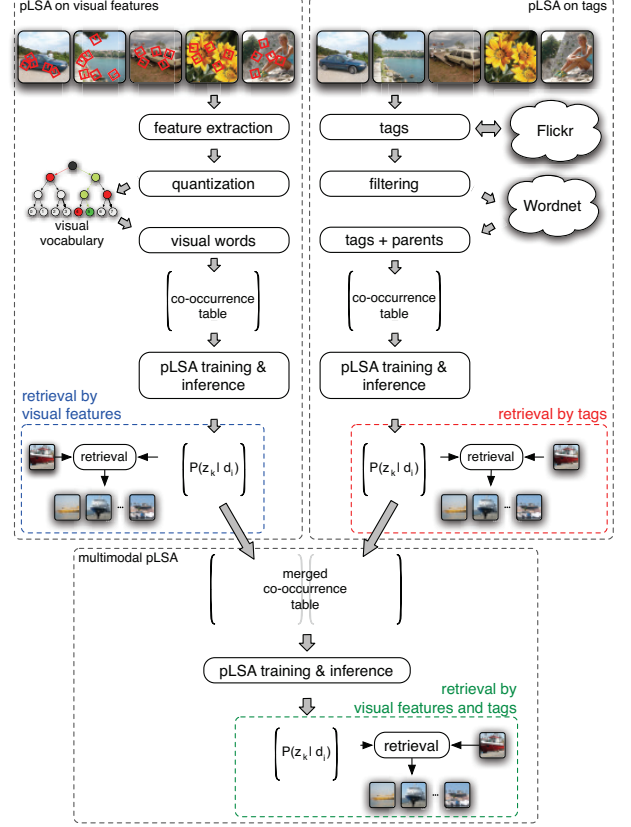 pLSA on visual features
pLSA on tags
feature extraction
tags
Flickr
quantization
filtering
visual
vocabulary
Wordnet
visual words
tags + parents
co-occurrence
table
co-occurrence
table
pLSA training &
inference
pLSA training &
inference
retrieval by
visual features
retrieval by tags
retrieval
P(z_k | d_i)
P(z_k | d_i)
retrieval
...
...
multimodal pLSA
merged
co-occurrence
table
pLSA training & inference
retrieval by
visual features and tags
P(z_k | d_i)
retrieval
...